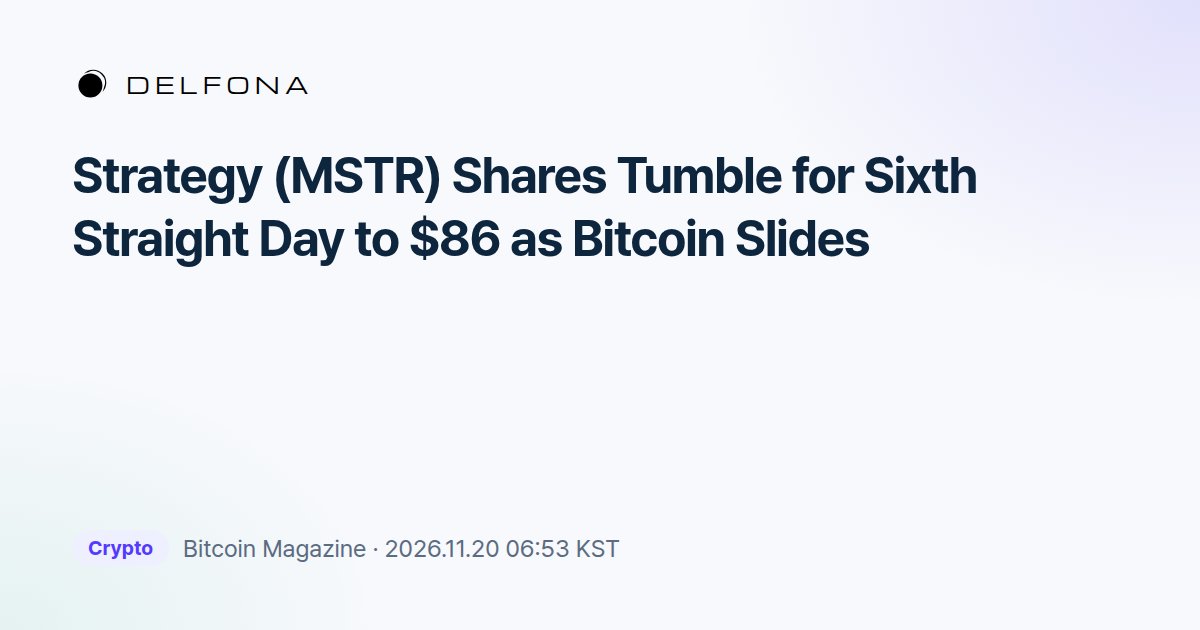 DELFONA
Strategy (MSTR) Shares Tumble for Sixth
Straight Day to $86 as Bitcoin Slides
Crypto Bitcoin Magazine · 2026.11.20 06:53 KST